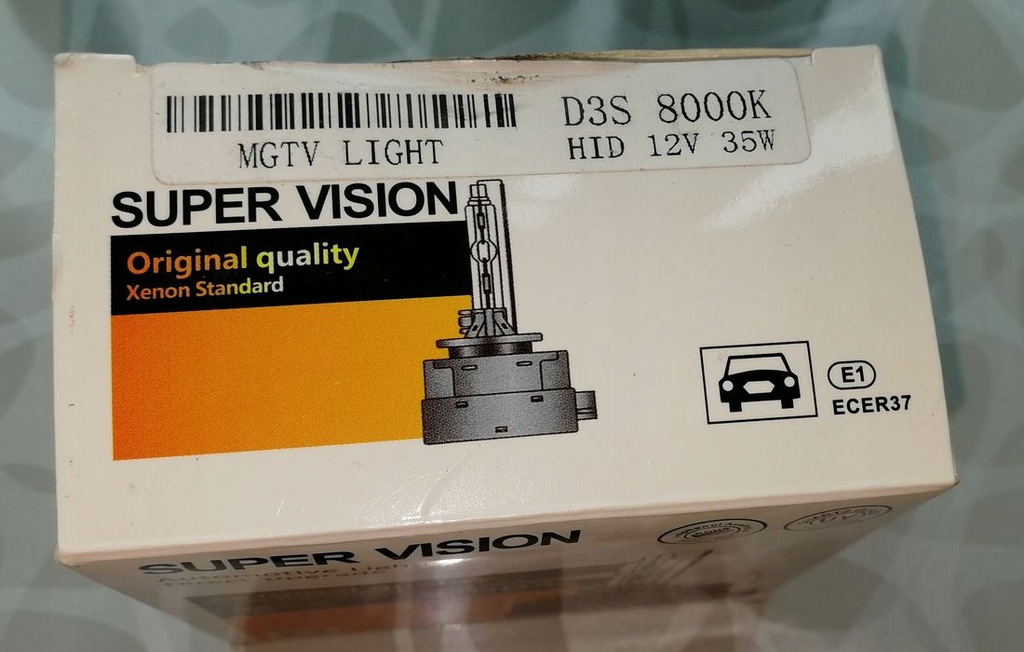 D3S 8000K
MGTV LIGHT
HID 12V 35W
SUPER VISION
Original quality
Xenon Standard
E1
ECER37
SUPER VISION